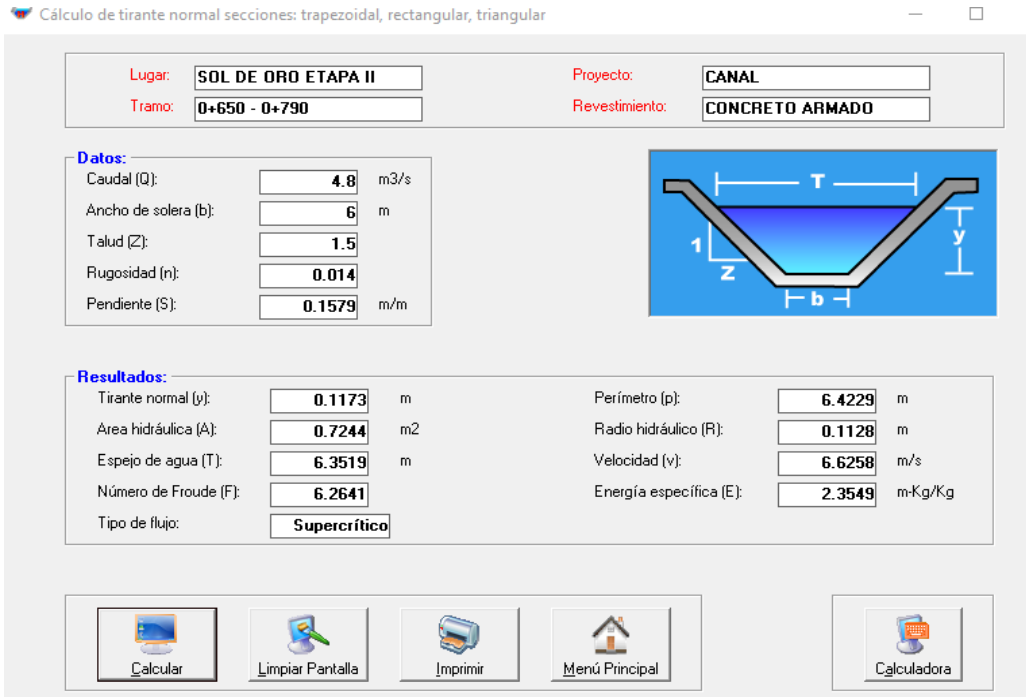 Cálculo de tirante normal secciones: trapezoidal, rectangular, triangular
Lugar: SOL DE ORO ETAPA II Proyecto: CANAL
Tramo: 0+650 - 0+790 Revestimiento: CONCRETO ARMADO
Datos:
Caudal (Q): 4.8 m3/s
Ancho de solera (b): 6 m
Talud (Z): 1.5
Rugosidad (n): 0.014
Pendiente (S): 0.1579 m/m
T
1
Z
y
b
Resultados:
Tirante normal (y): 0.1173 m Perímetro (p): 6.4229 m
Area hidráulica (A): 0.7244 m2 Radio hidráulico (R): 0.1128 m
Espejo de agua (T): 6.3519 m Velocidad (v): 6.6258 m/s
Número de Froude (F): 6.2641 Energía específica (E): 2.3549 m-Kg/Kg
Tipo de flujo: Supercrítico
Calcular Limpiar Pantalla Imprimir Menú Principal Calculadora